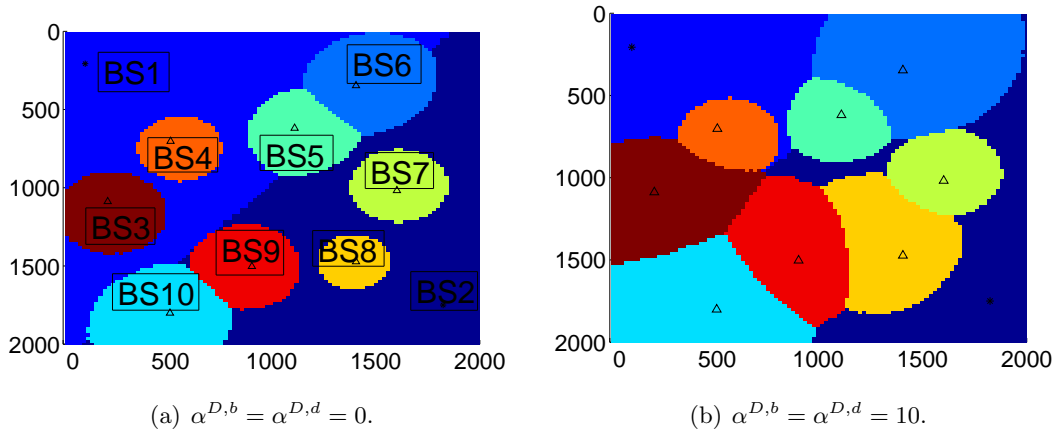 0
500
1000
1500
2000
0
500
1000
1500
2000
BS1
BS6
BS4
BS5
BS7
BS3
BS9
BS8
BS10
BS2
(a) α^{D,b} = α^{D,d} = 0.
0
500
1000
1500
2000
0
500
1000
1500
2000
(b) α^{D,b} = α^{D,d} = 10.